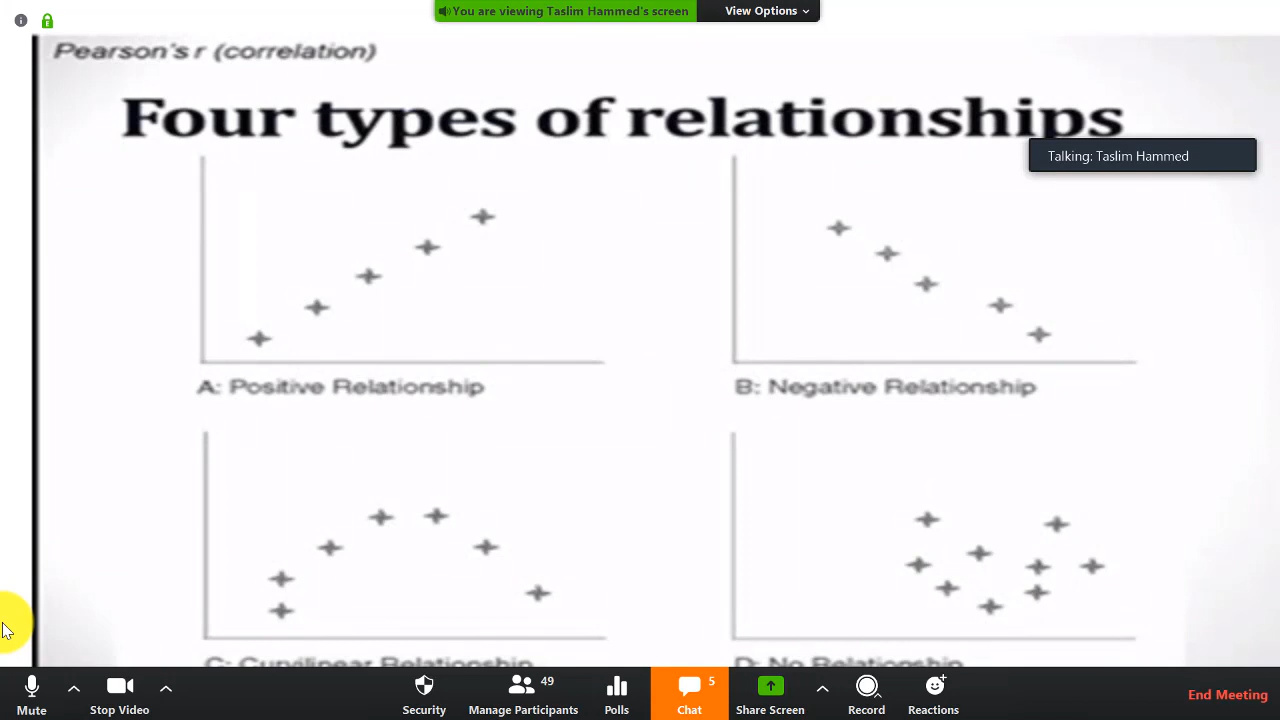 You are viewing Taslim Hammed's screen
View Options
Pearson's r (correlation)
Four types of relationships
Talking: Taslim Hammed
A: Positive Relationship
B: Negative Relationship
C: Curvilinear Relationship
D: No Relationship
Mute
Stop Video
Security
49
Manage Participants
Polls
5
Chat
Share Screen
Record
Reactions
End Meeting